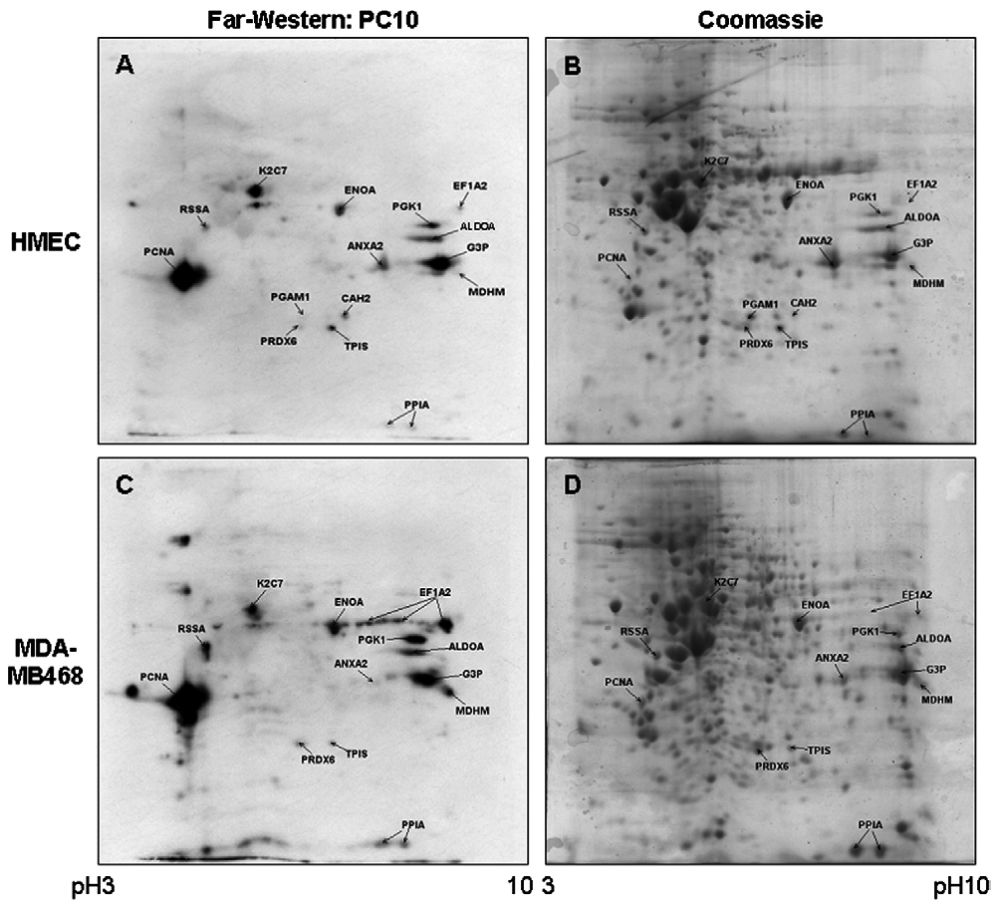 Far-Western: PC10
Coomassie
HMEC
A
K2C7
ENOA
EF1A2
RSSA
PGK1
ALDOA
PCNA
ANXA2
G3P
MDHM
PGAM1
CAH2
PRDX6
TPIS
PPIA
B
K2C7
ENOA
EF1A2
PGK1
RSSA
ALDOA
ANXA2
G3P
PCNA
MDHM
PGAM1
CAH2
PRDX6
TPIS
PPIA
MDA-
MB468
C
K2C7
EF1A2
ENOA
RSSA
PGK1
ALDOA
ANXA2
PCNA
G3P
MDHM
PRDX6
TPIS
PPIA
D
K2C7
EF1A2
ENOA
RSSA
PGK1
ALDOA
ANXA2
G3P
PCNA
MDHM
TPIS
PRDX6
PPIA
pH3
10
3
pH10